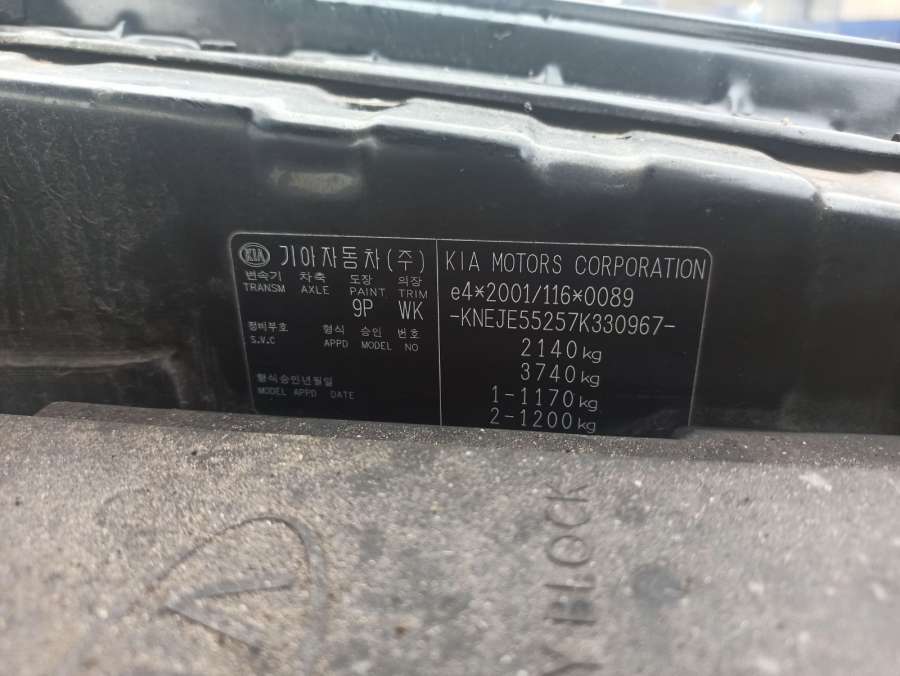 KIA 기아자동차(주)
변속기 차축 도장 의장
TRANSM AXLE PAINT TRIM
9P WK
정비부호 형식 승인 번호
S.V.C APPD MODEL NO
형식승인년월일
MODEL APPD DATE
KIA MOTORS CORPORATION
e4*2001/116*0089
-KNEJE55257K330967-
2140kg
3740kg
1-1170kg
2-1200kg
Y BLOCK